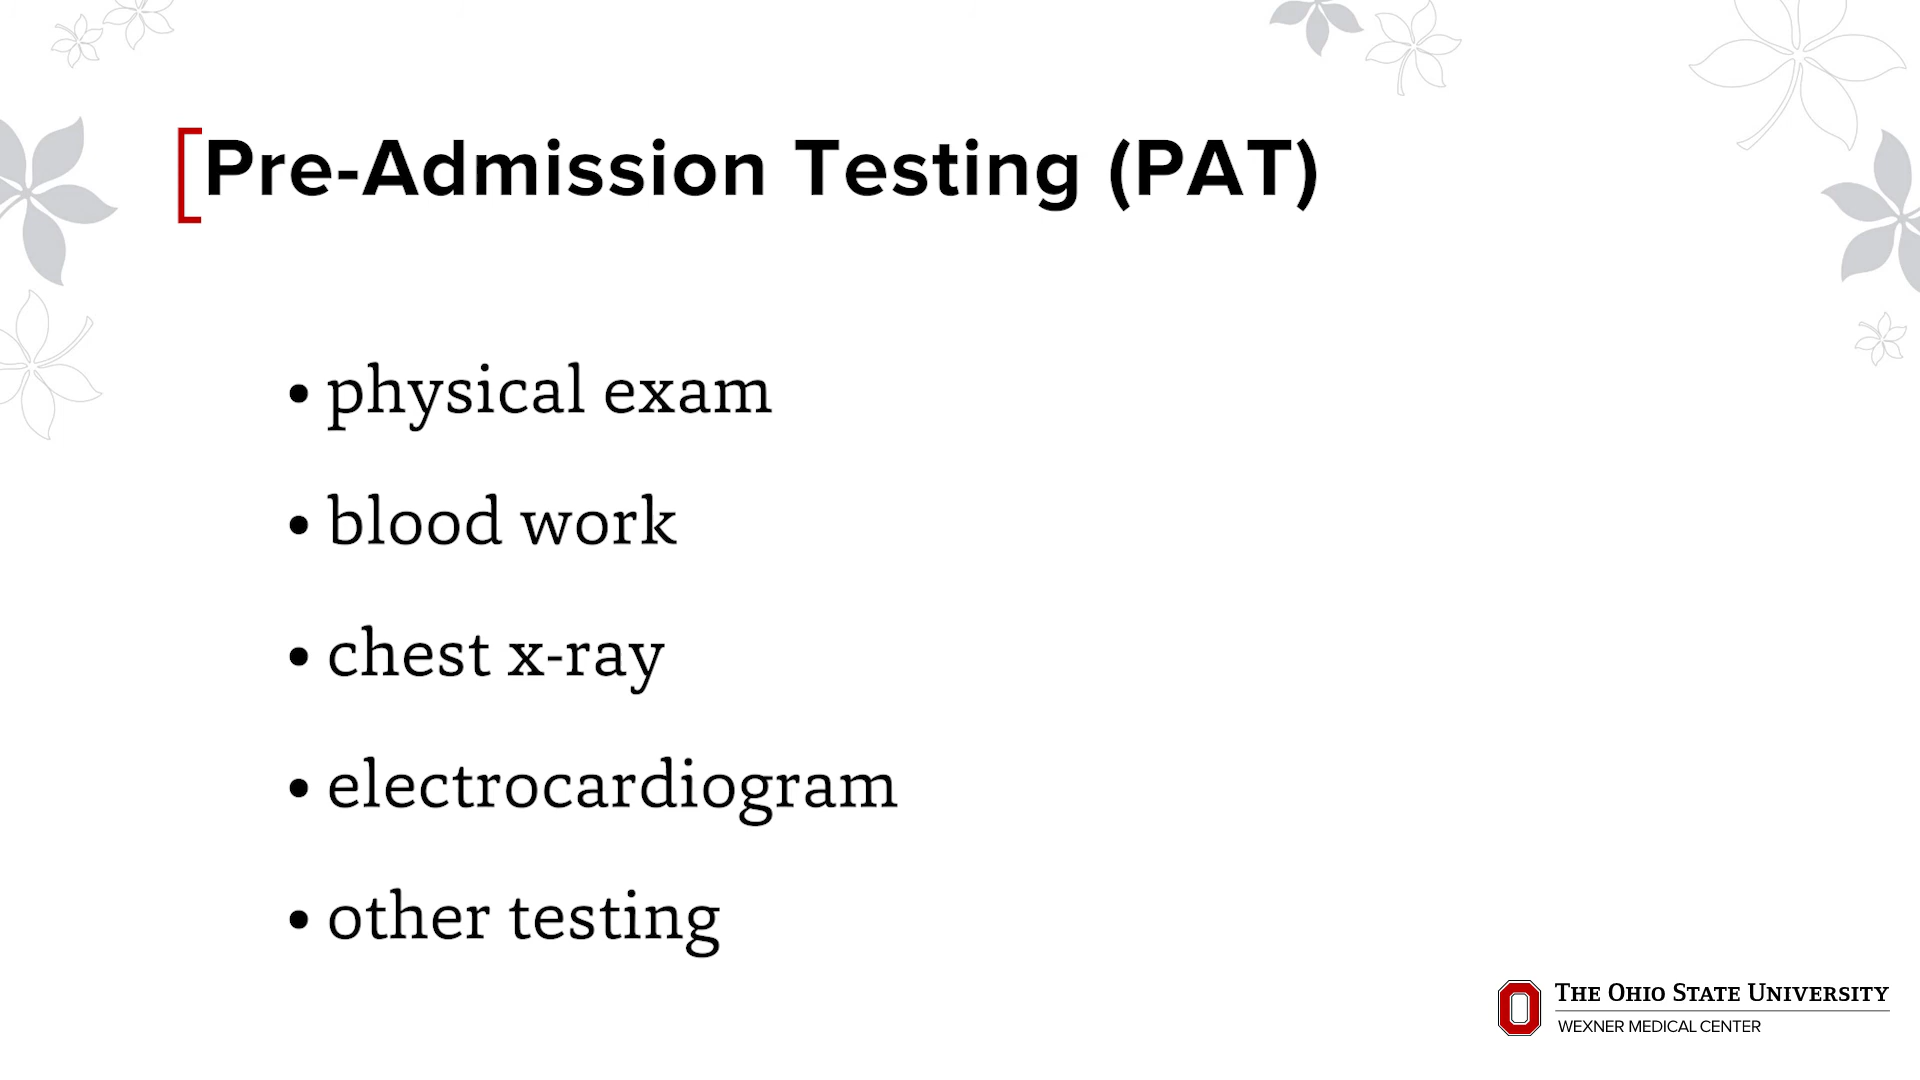 Pre-Admission Testing (PAT)
• physical exam
• blood work
• chest x-ray
• electrocardiogram
• other testing
THE OHIO STATE UNIVERSITY
WEXNER MEDICAL CENTER